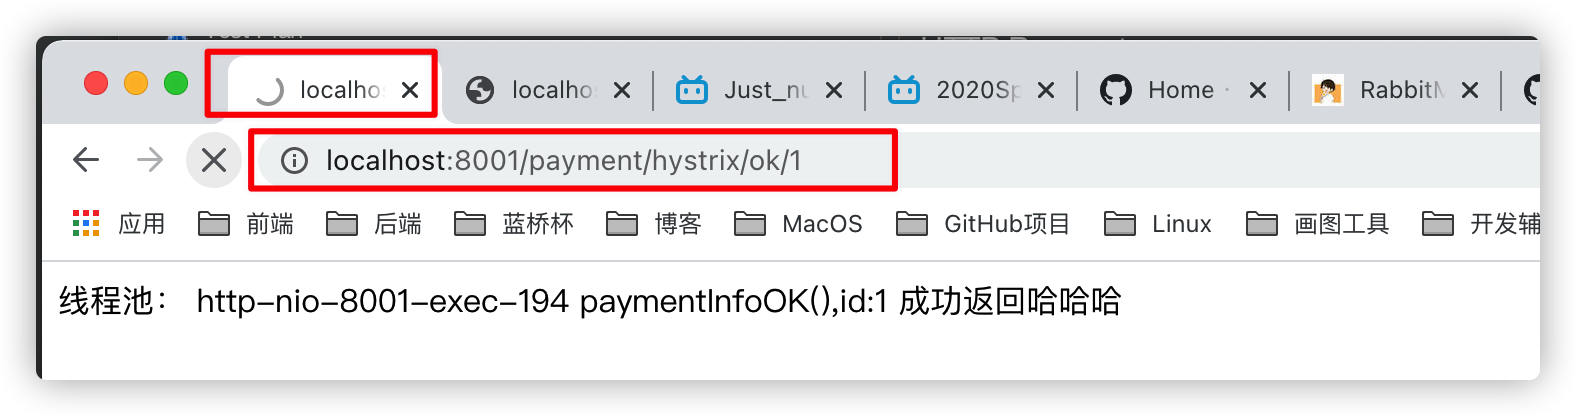 localho
localho
Just_nu
2020Sp
Home
RabbitM
localhost:8001/payment/hystrix/ok/1
应用 前端 后端 蓝桥杯 博客 MacOS GitHub项目 Linux 画图工具 开发辅
线程池： http-nio-8001-exec-194 paymentInfoOK(),id:1 成功返回哈哈哈